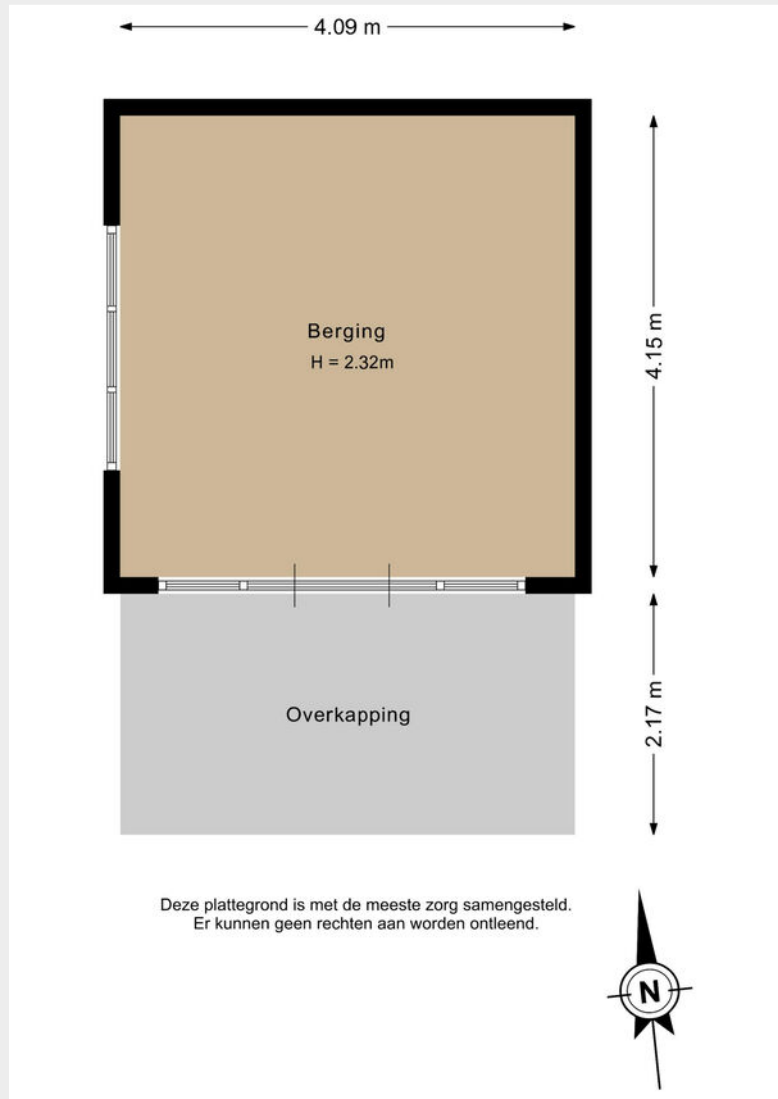 4.09 m
Berging
H = 2.32m
4.15 m
Overkapping
2.17 m
Deze plattegrond is met de meeste zorg samengesteld.
Er kunnen geen rechten aan worden ontleend.
N